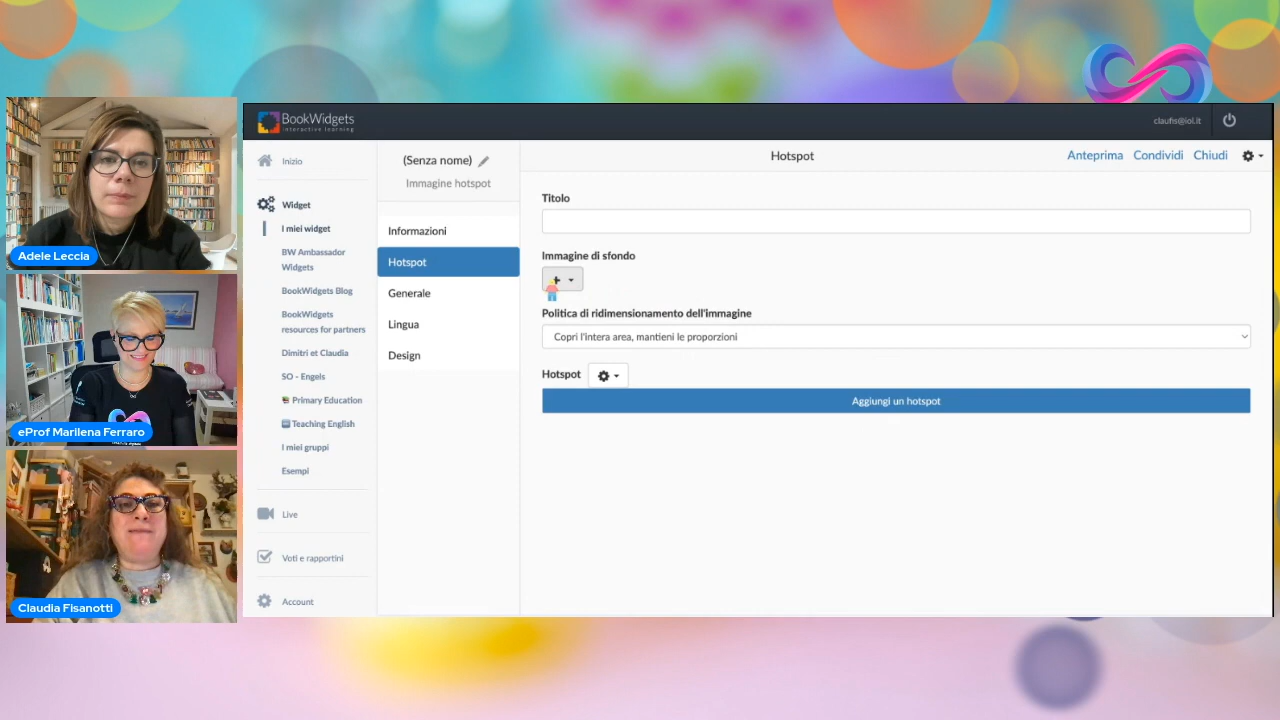 Adele Leccia
eProf Marilena Ferraro
Claudia Fisanotti
BookWidgets
interactive learning
claufis@iol.it
Inizio
Widget
I miei widget
BW Ambassador
Widgets
BookWidgets Blog
BookWidgets
resources for partners
Dimitri et Claudia
SO - Engels
Primary Education
Teaching English
I miei gruppi
Esempi
Live
Voti e rapportini
Account
(Senza nome)
Immagine hotspot
Informazioni
Hotspot
Generale
Lingua
Design
Hotspot
Anteprima Condividi Chiudi
Titolo
Immagine di sfondo
Politica di ridimensionamento dell'immagine
Copri l'intera area, mantieni le proporzioni
Hotspot
Aggiungi un hotspot